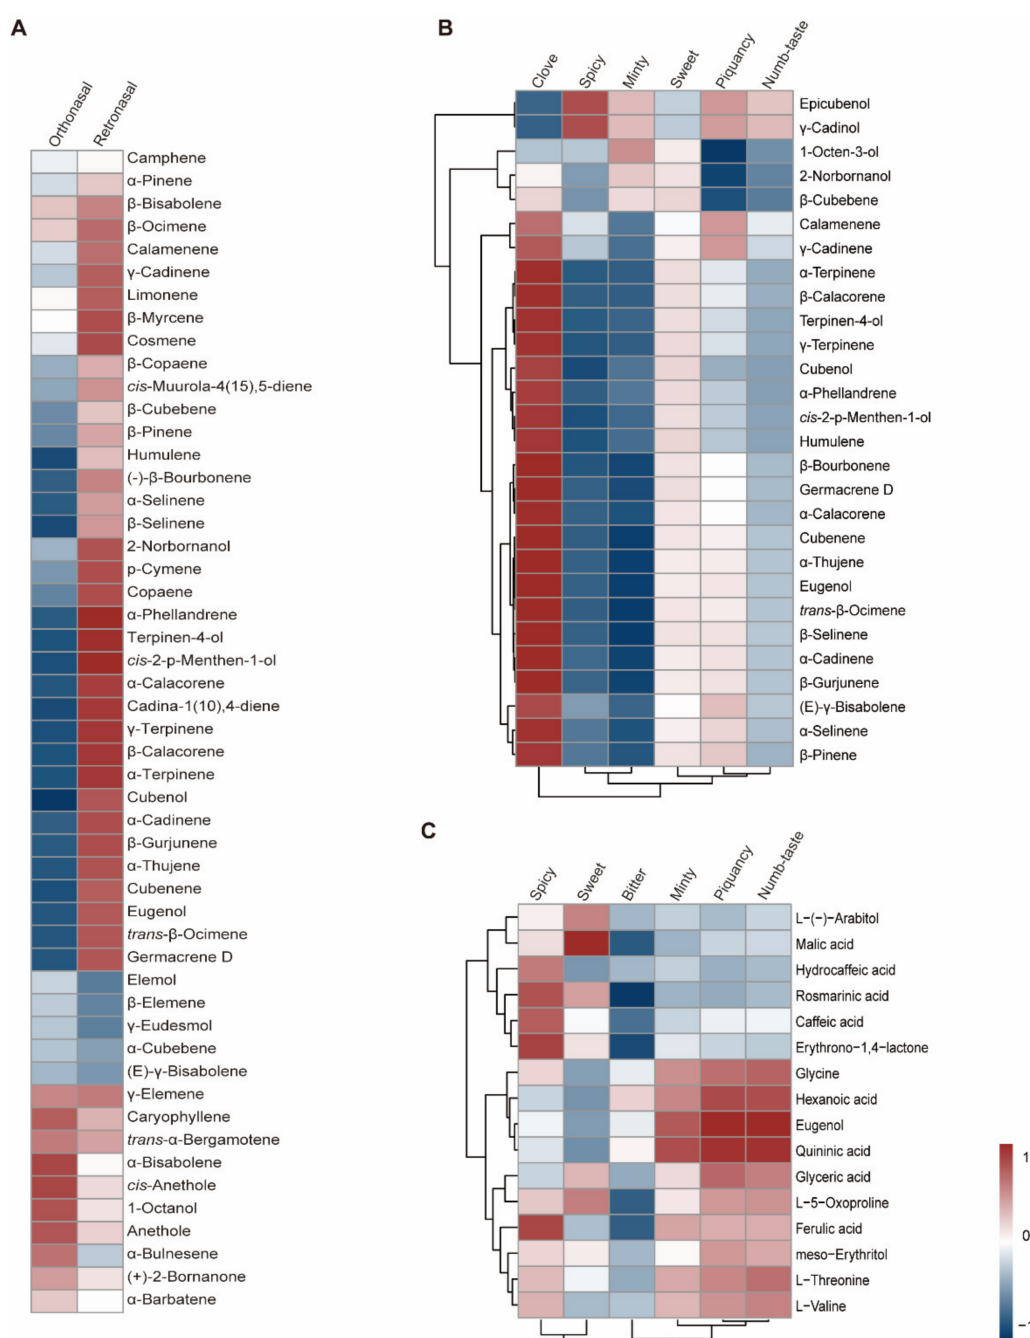 A
Orthonasal
Retronasal
Camphene
α-Pinene
β-Bisabolene
β-Ocimene
Calamenene
γ-Cadinene
Limonene
β-Myrcene
Cosmene
β-Copaene
cis-Muurola-4(15),5-diene
β-Cubebene
β-Pinene
Humulene
(-)-β-Bourbonene
α-Selinene
β-Selinene
2-Norbornanol
p-Cymene
Copaene
α-Phellandrene
Terpinen-4-ol
cis-2-p-Menthen-1-ol
α-Calacorene
Cadina-1(10),4-diene
γ-Terpinene
β-Calacorene
α-Terpinene
Cubenol
α-Cadinene
β-Gurjunene
α-Thujene
Cubenene
Eugenol
trans-β-Ocimene
Germacrene D
Elemol
β-Elemene
γ-Eudesmol
α-Cubebene
(E)-γ-Bisabolene
γ-Elemene
Caryophyllene
trans-α-Bergamotene
α-Bisabolene
cis-Anethole
1-Octanol
Anethole
α-Bulnesene
(+)-2-Bornanone
α-Barbatene
B
Clove
Spicy
Minty
Sweet
Piquancy
Numb-taste
Epicubenol
γ-Cadinol
1-Octen-3-ol
2-Norbornanol
β-Cubebene
Calamenene
γ-Cadinene
α-Terpinene
β-Calacorene
Terpinen-4-ol
γ-Terpinene
Cubenol
α-Phellandrene
cis-2-p-Menthen-1-ol
Humulene
β-Bourbonene
Germacrene D
α-Calacorene
Cubenene
α-Thujene
Eugenol
trans-β-Ocimene
β-Selinene
α-Cadinene
β-Gurjunene
(E)-γ-Bisabolene
α-Selinene
β-Pinene
C
Spicy
Sweet
Bitter
Minty
Piquancy
Numb-taste
L−(−)−Arabitol
Malic acid
Hydrocaffeic acid
Rosmarinic acid
Caffeic acid
Erythrono−1,4−lactone
Glycine
Hexanoic acid
Eugenol
Quininic acid
Glyceric acid
L−5−Oxoproline
Ferulic acid
meso−Erythritol
L−Threonine
L−Valine
1
0